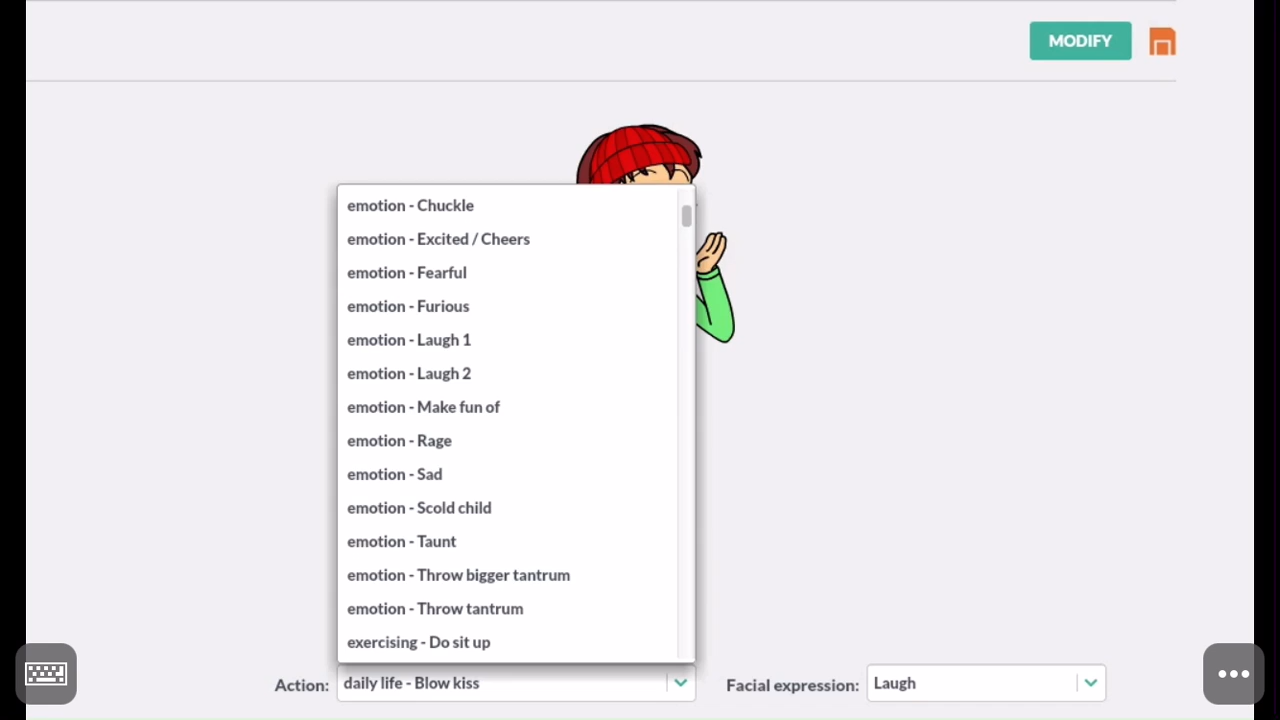 MODIFY
emotion - Chuckle
emotion - Excited / Cheers
emotion - Fearful
emotion - Furious
emotion - Laugh 1
emotion - Laugh 2
emotion - Make fun of
emotion - Rage
emotion - Sad
emotion - Scold child
emotion - Taunt
emotion - Throw bigger tantrum
emotion - Throw tantrum
exercising - Do sit up
Action: daily life - Blow kiss Facial expression: Laugh